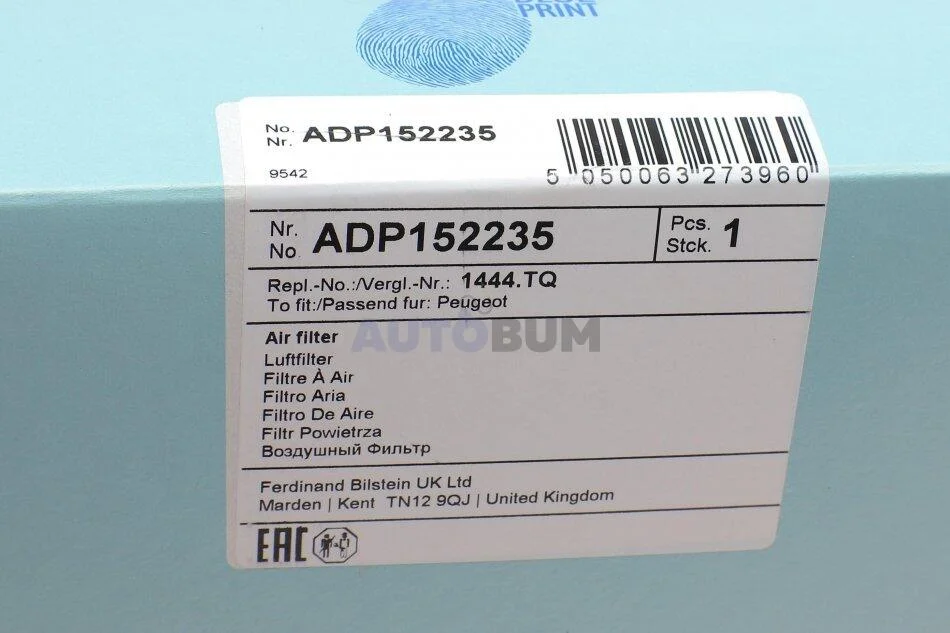 PRINT
No.
Nr. ADP152235
9542
5 050063 273960
Nr.
No. ADP152235
Pcs.
Stck. 1
Repl.-No.:/Vergl.-Nr.: 1444.TQ
To fit:/Passend fur: Peugeot
AUTOBUM
Air filter
Luftfilter
Filtre À Air
Filtro Aria
Filtro De Aire
Filtr Powietrza
Воздушный Фильтр
Ferdinand Bilstein UK Ltd
Marden | Kent TN12 9QJ | United Kingdom
EAC